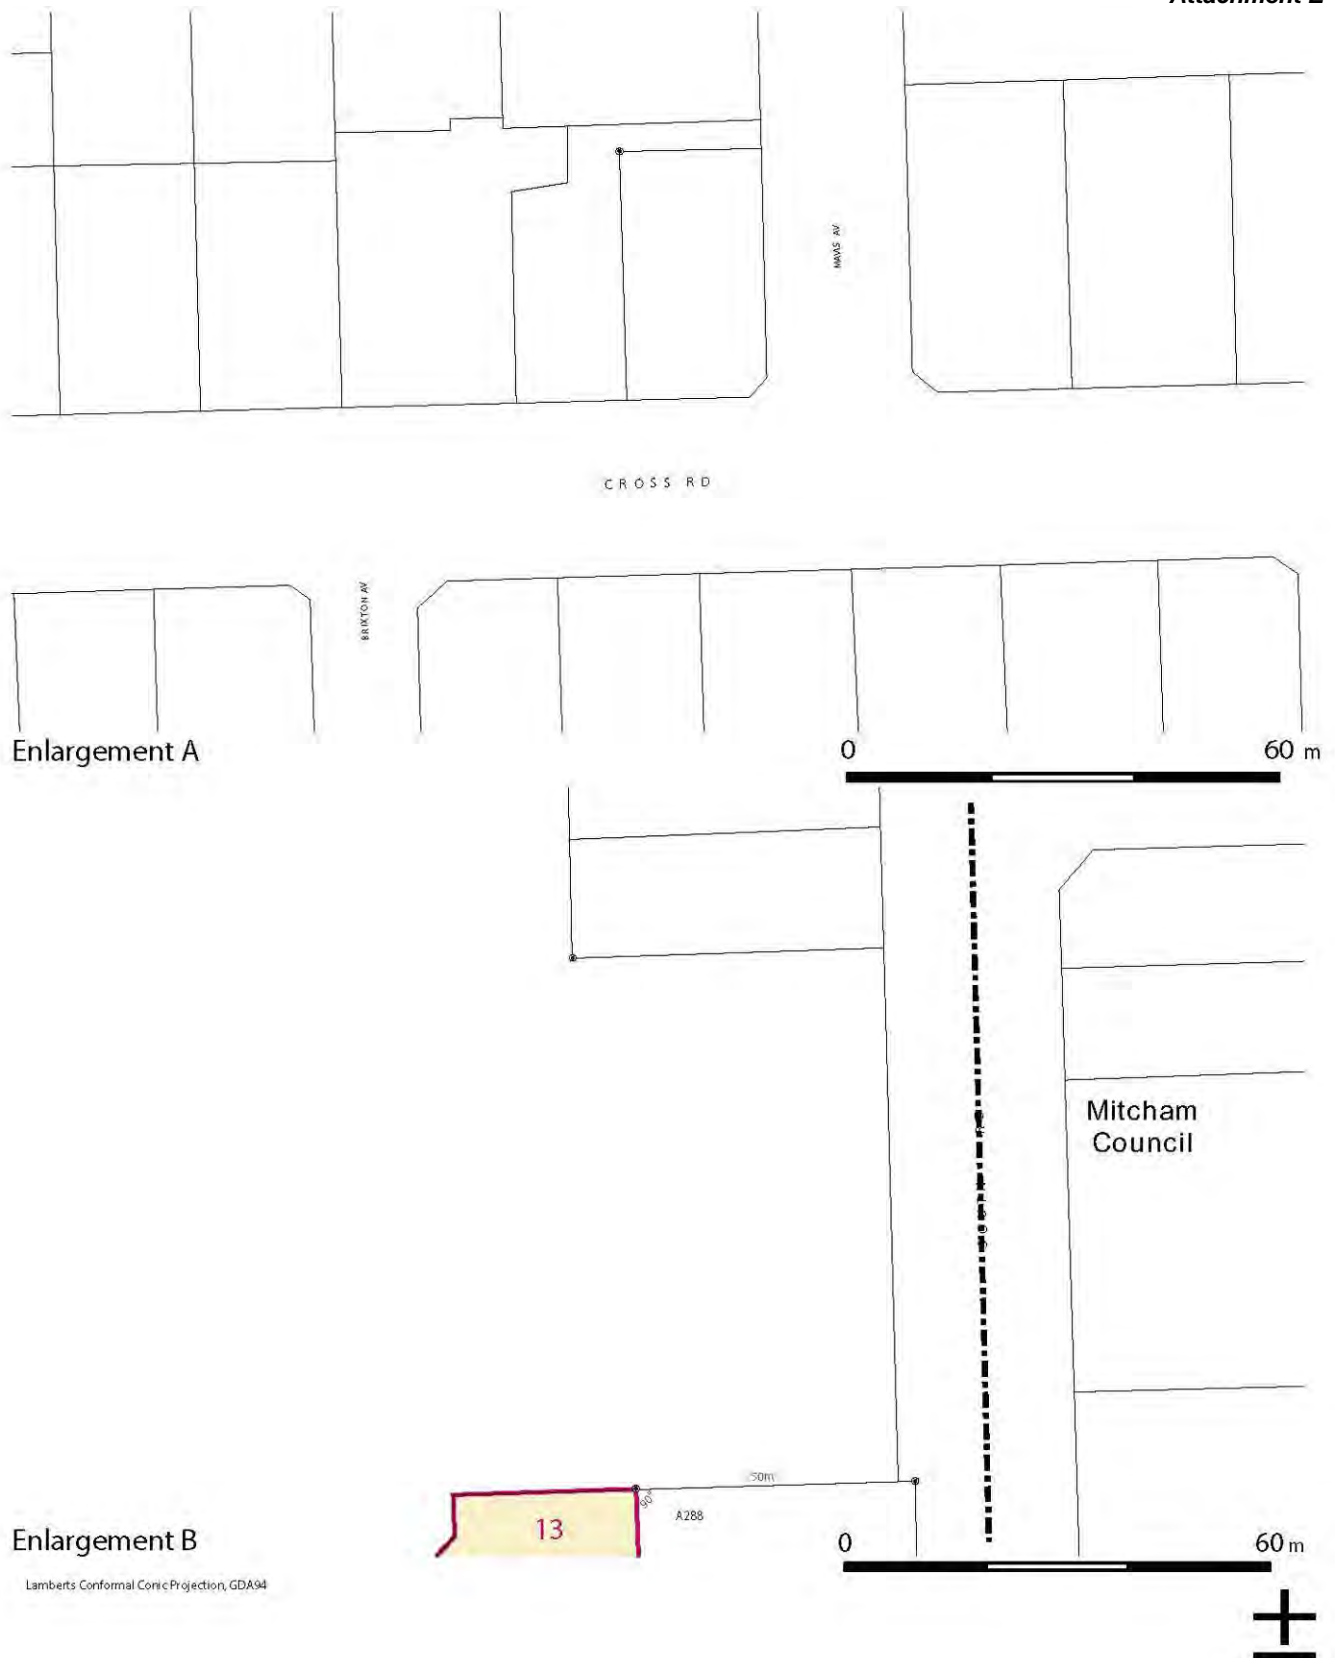 Attachment 2
MAVIS AV
CROSS RD
BRIXTON AV
Enlargement A
0 60 m
Mitcham
Council
50m
90°
A288
13
Enlargement B
0 60 m
Lamberts Conformal Conic Projection, GDA94